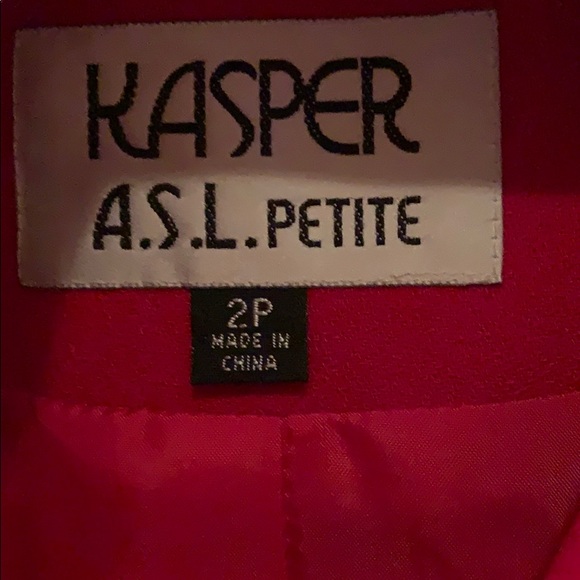 KASPER
A.S.L. PETITE
2P
MADE IN
CHINA